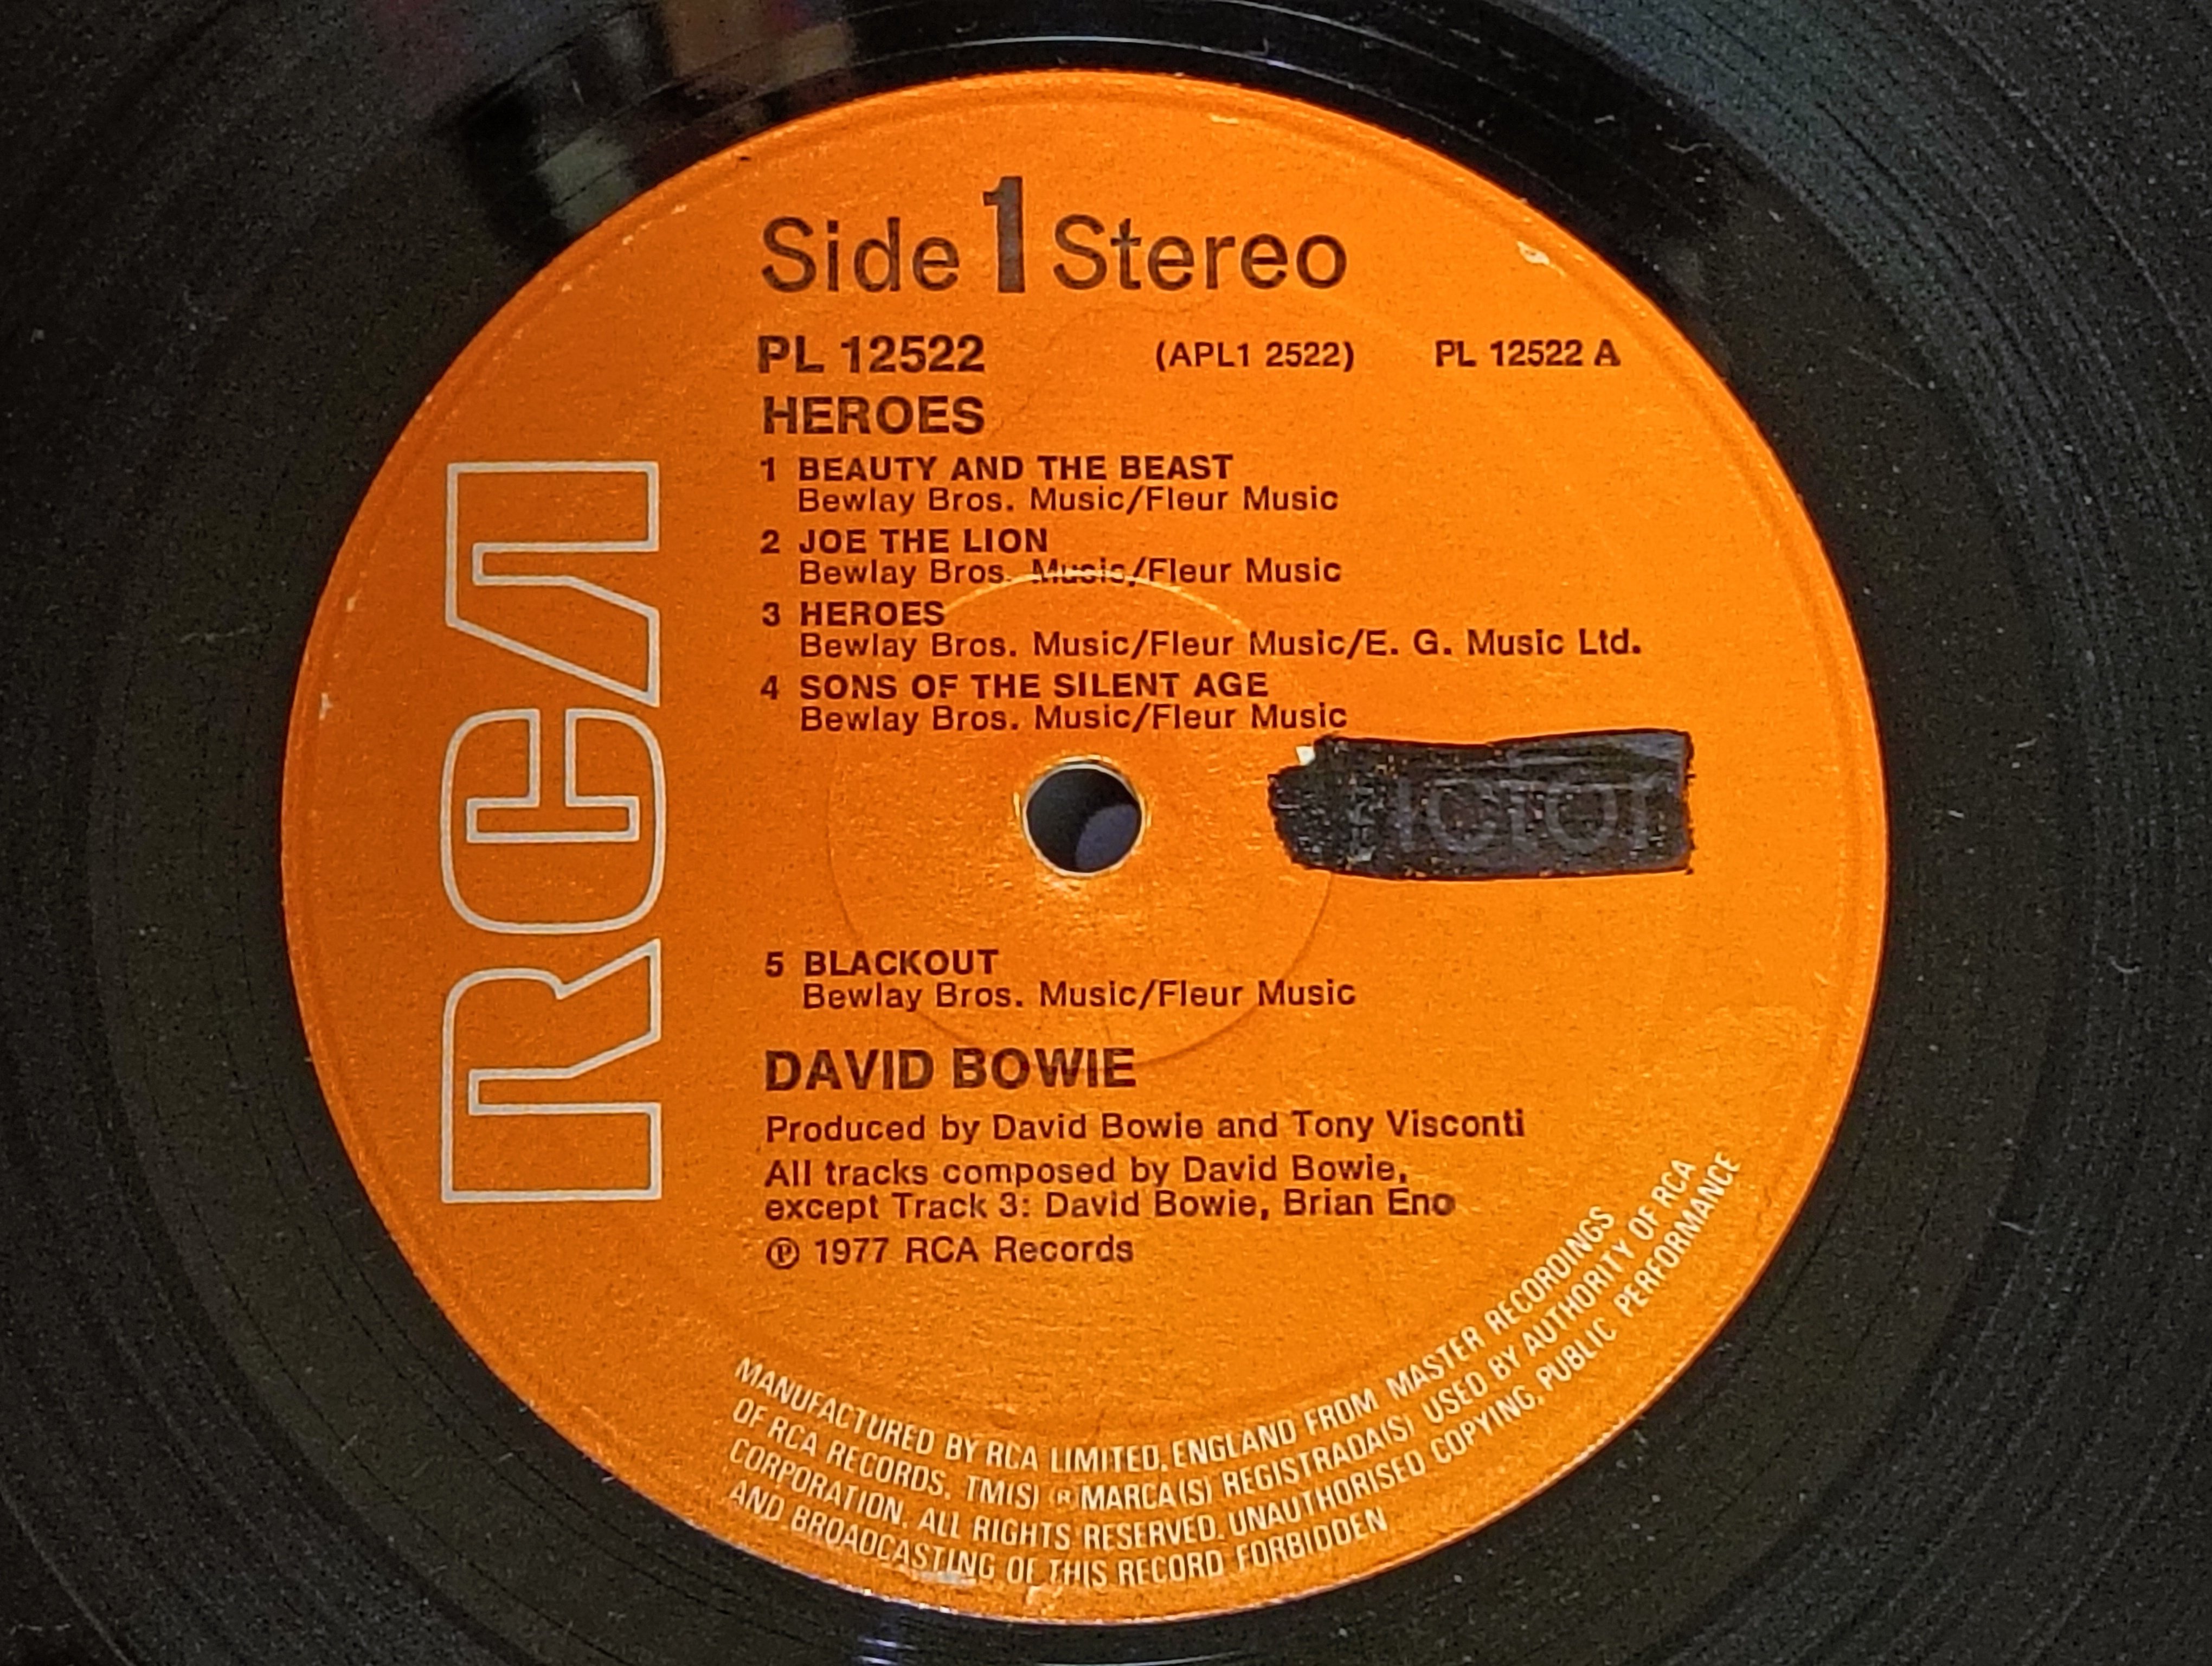 Side 1 Stereo
PL 12522 (APL1 2522) PL 12522 A
HEROES
1 BEAUTY AND THE BEAST
Bewlay Bros. Music/Fleur Music
2 JOE THE LION
Bewlay Bros. Music/Fleur Music
3 HEROES
Bewlay Bros. Music/Fleur Music/E. G. Music Ltd.
4 SONS OF THE SILENT AGE
Bewlay Bros. Music/Fleur Music
RCA
5 BLACKOUT
Bewlay Bros. Music/Fleur Music
DAVID BOWIE
Produced by David Bowie and Tony Visconti
All tracks composed by David Bowie,
except Track 3: David Bowie, Brian Eno
℗ 1977 RCA Records
MANUFACTURED BY RCA LIMITED, ENGLAND FROM MASTER RECORDINGS
OF RCA RECORDS. TM(S) ® MARCA(S) REGISTRADA(S) USED BY AUTHORITY OF RCA
CORPORATION. ALL RIGHTS RESERVED. UNAUTHORISED COPYING, PUBLIC PERFORMANCE
AND BROADCASTING OF THIS RECORD FORBIDDEN